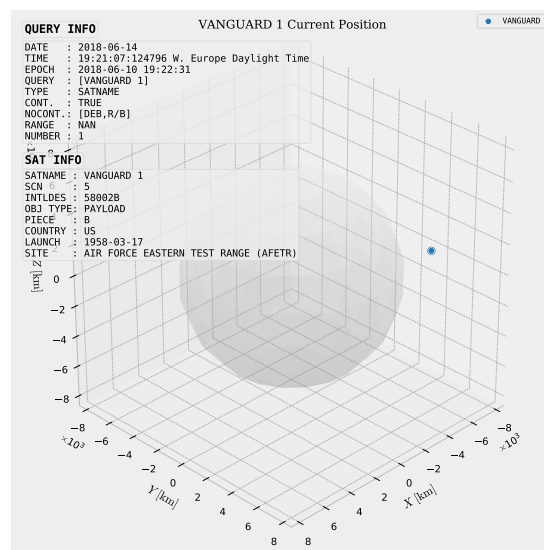 VANGUARD 1 Current Position
VANGUARD
QUERY INFO
DATE : 2018-06-14
TIME : 19:21:07:124796 W. Europe Daylight Time
EPOCH : 2018-06-10 19:22:31
QUERY : [VANGUARD 1]
TYPE : SATNAME
CONT. : TRUE
NOCONT.: [DEB,R/B]
RANGE : NAN
NUMBER : 1
SAT INFO
SATNAME : VANGUARD 1
SCN : 5
INTLDES : 58002B
OBJ TYPE: PAYLOAD
PIECE : B
COUNTRY : US
LAUNCH : 1958-03-17
SITE : AIR FORCE EASTERN TEST RANGE (AFETR)
6
Z [km]
0
−2
−4
−6
−8
−8
×10³
−6
−4
−2
0
2
4
6
8
Y [km]
−8
×10³
−6
−4
−2
0
2
4
6
8
X [km]